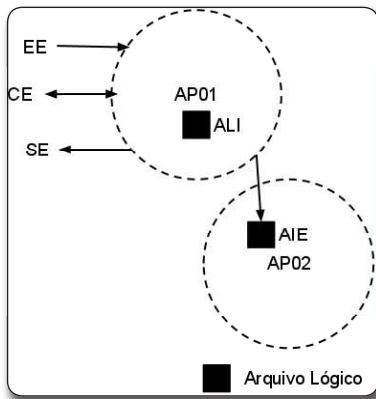 EE
CE
AP01
ALI
SE
AIE
AP02
Arquivo Lógico